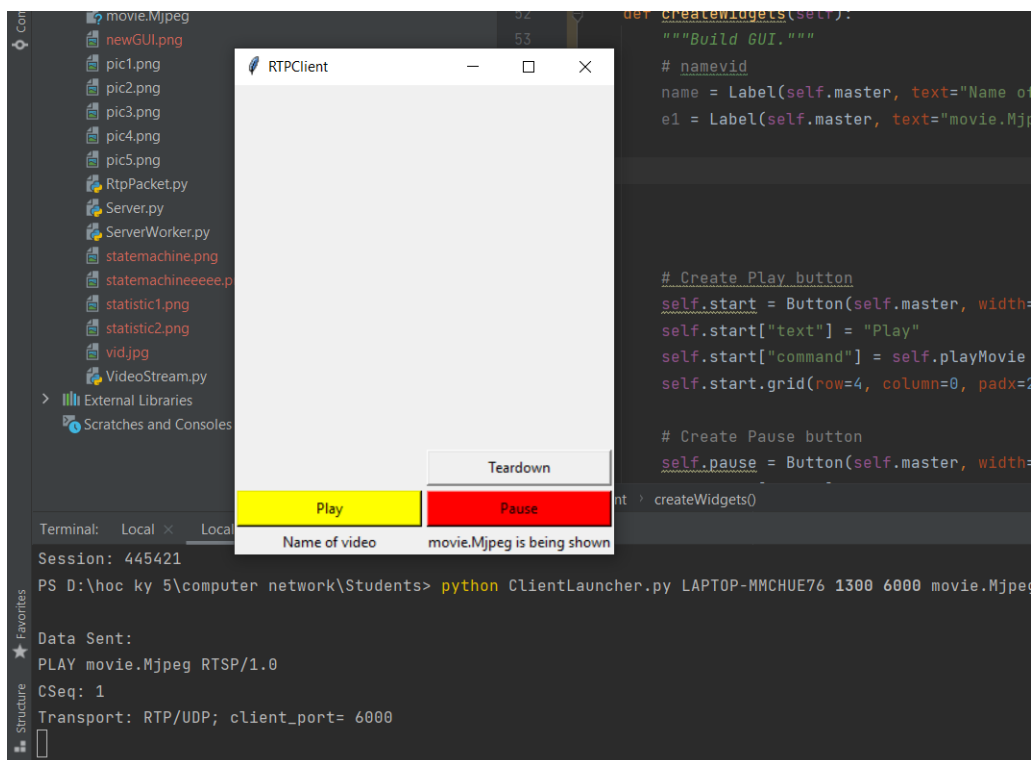 Com
movie.Mjpeg
newGUI.png
pic1.png
pic2.png
pic3.png
pic4.png
pic5.png
RtpPacket.py
Server.py
ServerWorker.py
statemachine.png
statemachineeeee.p
statistic1.png
statistic2.png
vid.jpg
VideoStream.py
External Libraries
Scratches and Consoles
RTPClient
Teardown
Play
Pause
Name of video
movie.Mjpeg is being shown
52
def createWidgets(self):
53
"""Build GUI."""
# namevid
name = Label(self.master, text="Name of
e1 = Label(self.master, text="movie.Mjp
# Create Play button
self.start = Button(self.master, width=
self.start["text"] = "Play"
self.start["command"] = self.playMovie
self.start.grid(row=4, column=0, padx=2
# Create Pause button
self.pause = Button(self.master, width=
nt › createWidgets()
Terminal: Local × Local
Session: 445421
PS D:\hoc ky 5\computer network\Students> python ClientLauncher.py LAPTOP-MMCHUE76 1300 6000 movie.Mjpeg
Data Sent:
PLAY movie.Mjpeg RTSP/1.0
CSeq: 1
Transport: RTP/UDP; client_port= 6000
Favorites
Structure